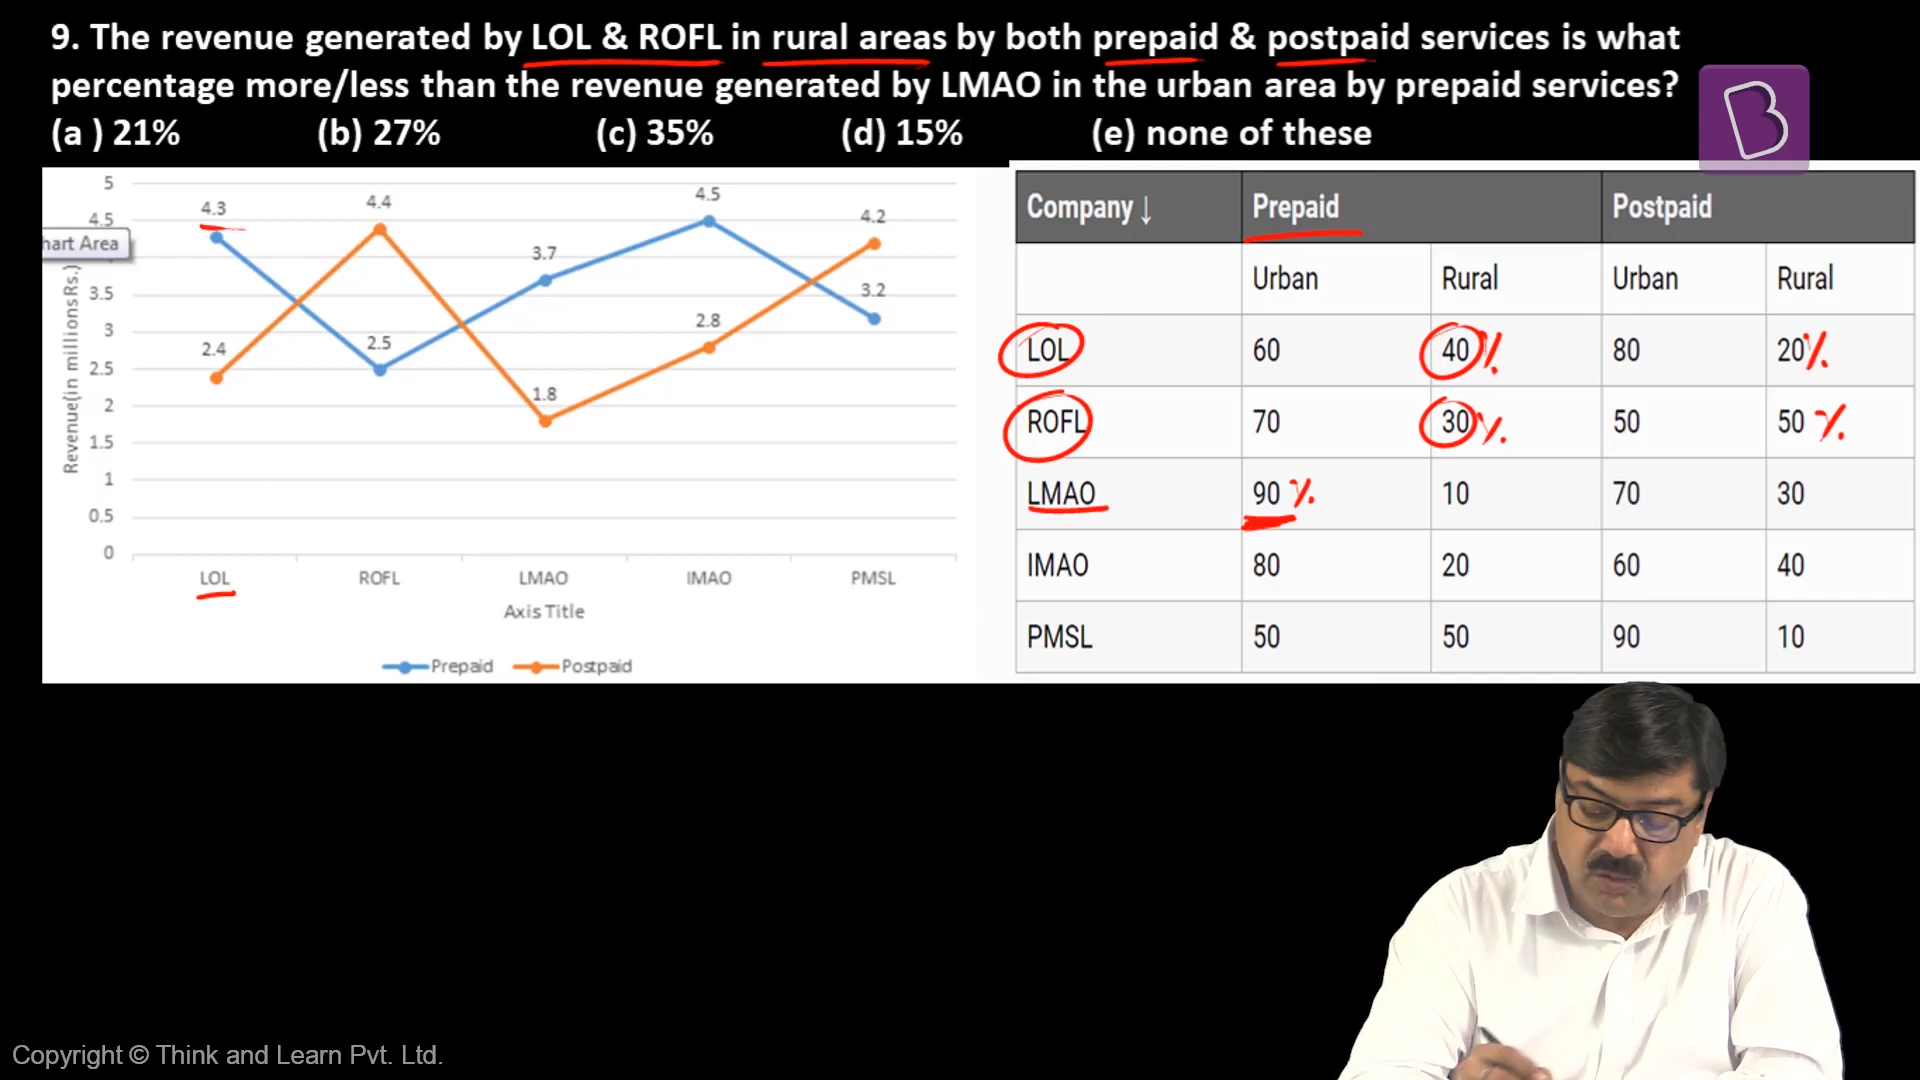 9. The revenue generated by LOL & ROFL in rural areas by both prepaid & postpaid services is what
percentage more/less than the revenue generated by LMAO in the urban area by prepaid services?
(a ) 21% (b) 27% (c) 35% (d) 15% (e) none of these
B
5
4.5
hart Area
3.5
3
2.5
2
1.5
1
0.5
0
Revenue(in millionsRs.)
4.3 4.4 4.5 4.2
3.7 3.2
2.4 2.5 2.8
1.8
LOL ROFL LMAO IMAO PMSL
Axis Title
Prepaid Postpaid
Company ↓ Prepaid Postpaid
Urban Rural Urban Rural
LOL 60 40% 80 20%
ROFL 70 30% 50 50%
LMAO 90% 10 70 30
IMAO 80 20 60 40
PMSL 50 50 90 10
Copyright © Think and Learn Pvt. Ltd.